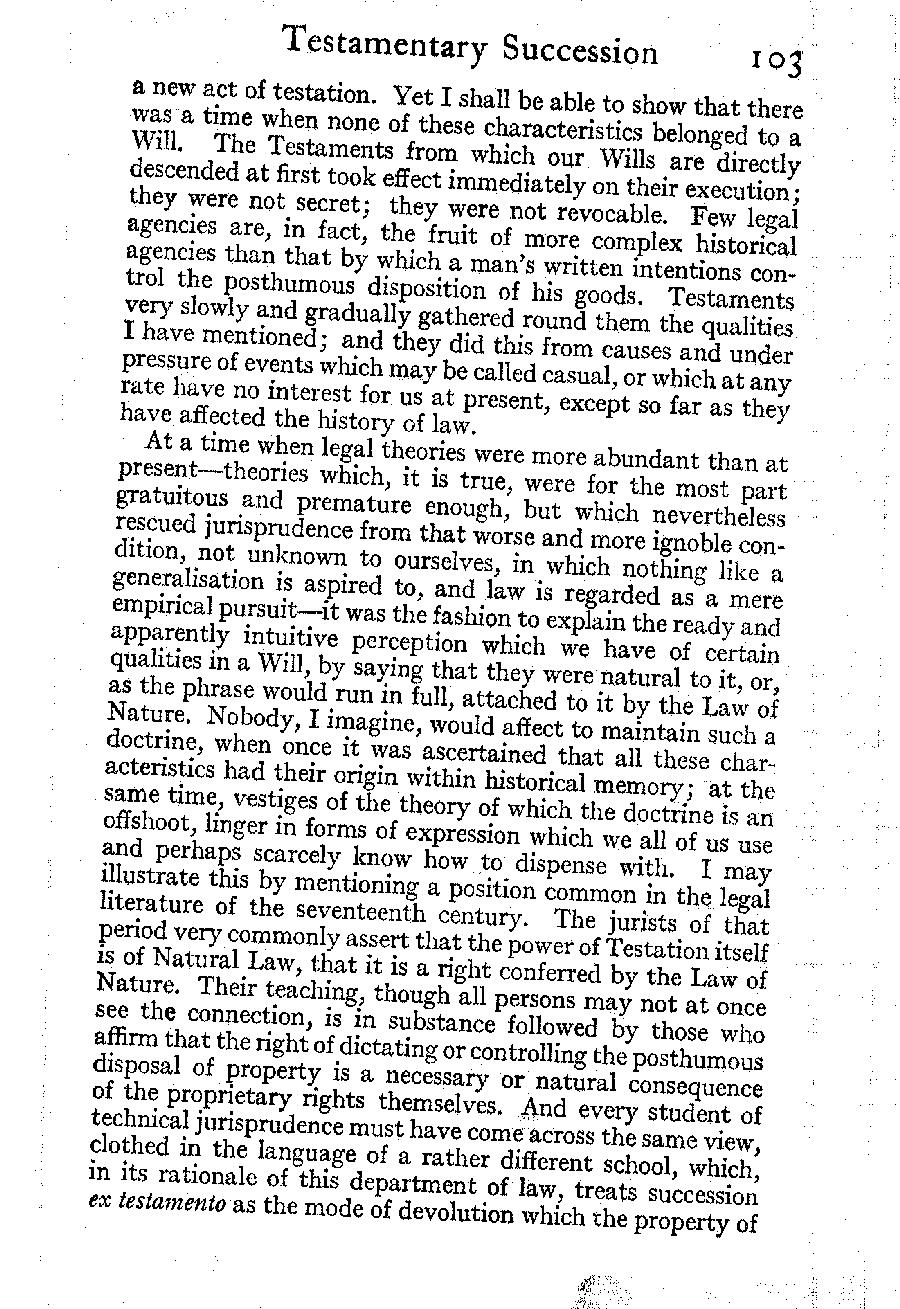 Testamentary Succession 103
a new act of testation. Yet I shall be able to show that there
was a time when none of these characteristics belonged to a
Will. The Testaments from which our Wills are directly
descended at first took effect immediately on their execution;
they were not secret; they were not revocable. Few legal
agencies are, in fact, the fruit of more complex historical
agencies than that by which a man's written intentions con-
trol the posthumous disposition of his goods. Testaments
very slowly and gradually gathered round them the qualities
I have mentioned; and they did this from causes and under
pressure of events which may be called casual, or which at any
rate have no interest for us at present, except so far as they
have affected the history of law.
At a time when legal theories were more abundant than at
present—theories which, it is true, were for the most part
gratuitous and premature enough, but which nevertheless
rescued jurisprudence from that worse and more ignoble con-
dition, not unknown to ourselves, in which nothing like a
generalisation is aspired to, and law is regarded as a mere
empirical pursuit—it was the fashion to explain the ready and
apparently intuitive perception which we have of certain
qualities in a Will, by saying that they were natural to it, or,
as the phrase would run in full, attached to it by the Law of
Nature. Nobody, I imagine, would affect to maintain such a
doctrine, when once it was ascertained that all these char-
acteristics had their origin within historical memory; at the
same time, vestiges of the theory of which the doctrine is an
offshoot, linger in forms of expression which we all of us use
and perhaps scarcely know how to dispense with. I may
illustrate this by mentioning a position common in the legal
literature of the seventeenth century. The jurists of that
period very commonly assert that the power of Testation itself
is of Natural Law, that it is a right conferred by the Law of
Nature. Their teaching, though all persons may not at once
see the connection, is in substance followed by those who
affirm that the right of dictating or controlling the posthumous
disposal of property is a necessary or natural consequence
of the proprietary rights themselves. And every student of
technical jurisprudence must have come across the same view,
clothed in the language of a rather different school, which,
in its rationale of this department of law, treats succession
ex testamento as the mode of devolution which the property of